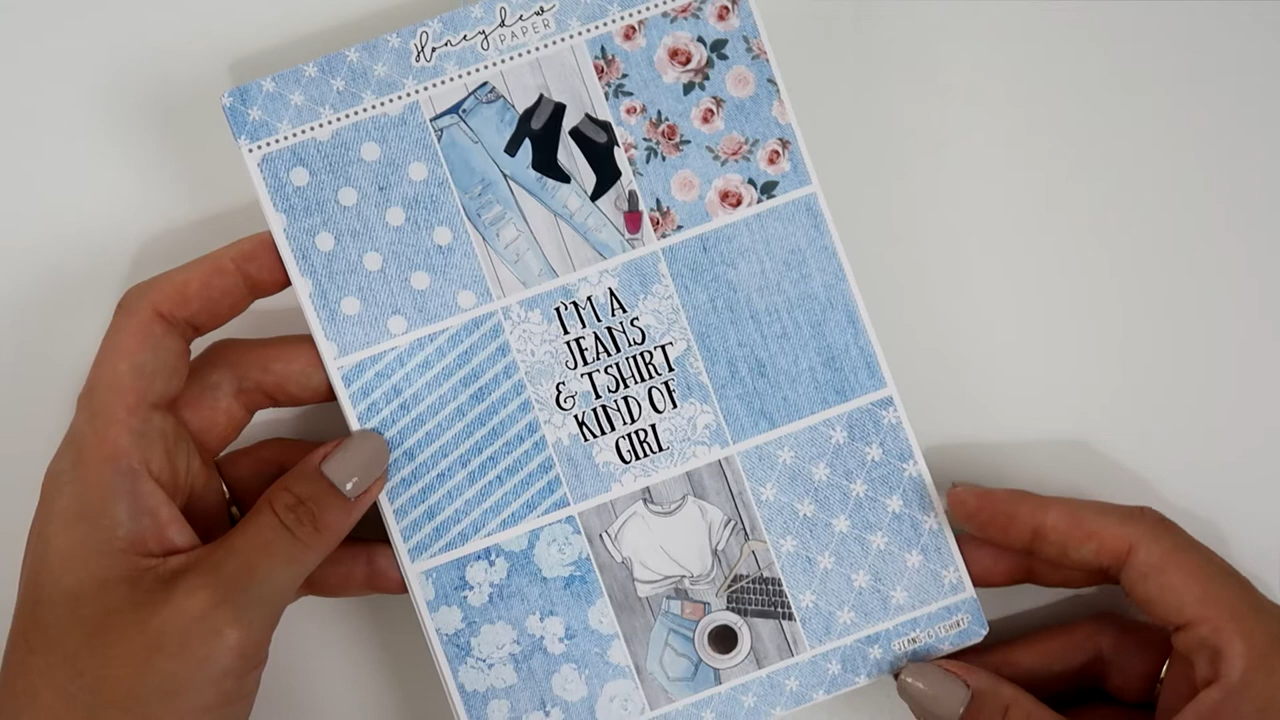 Honeydew
PAPER
I'M A
JEANS
& TSHIRT
KIND OF
GIRL
"JEANS & TSHIRT"